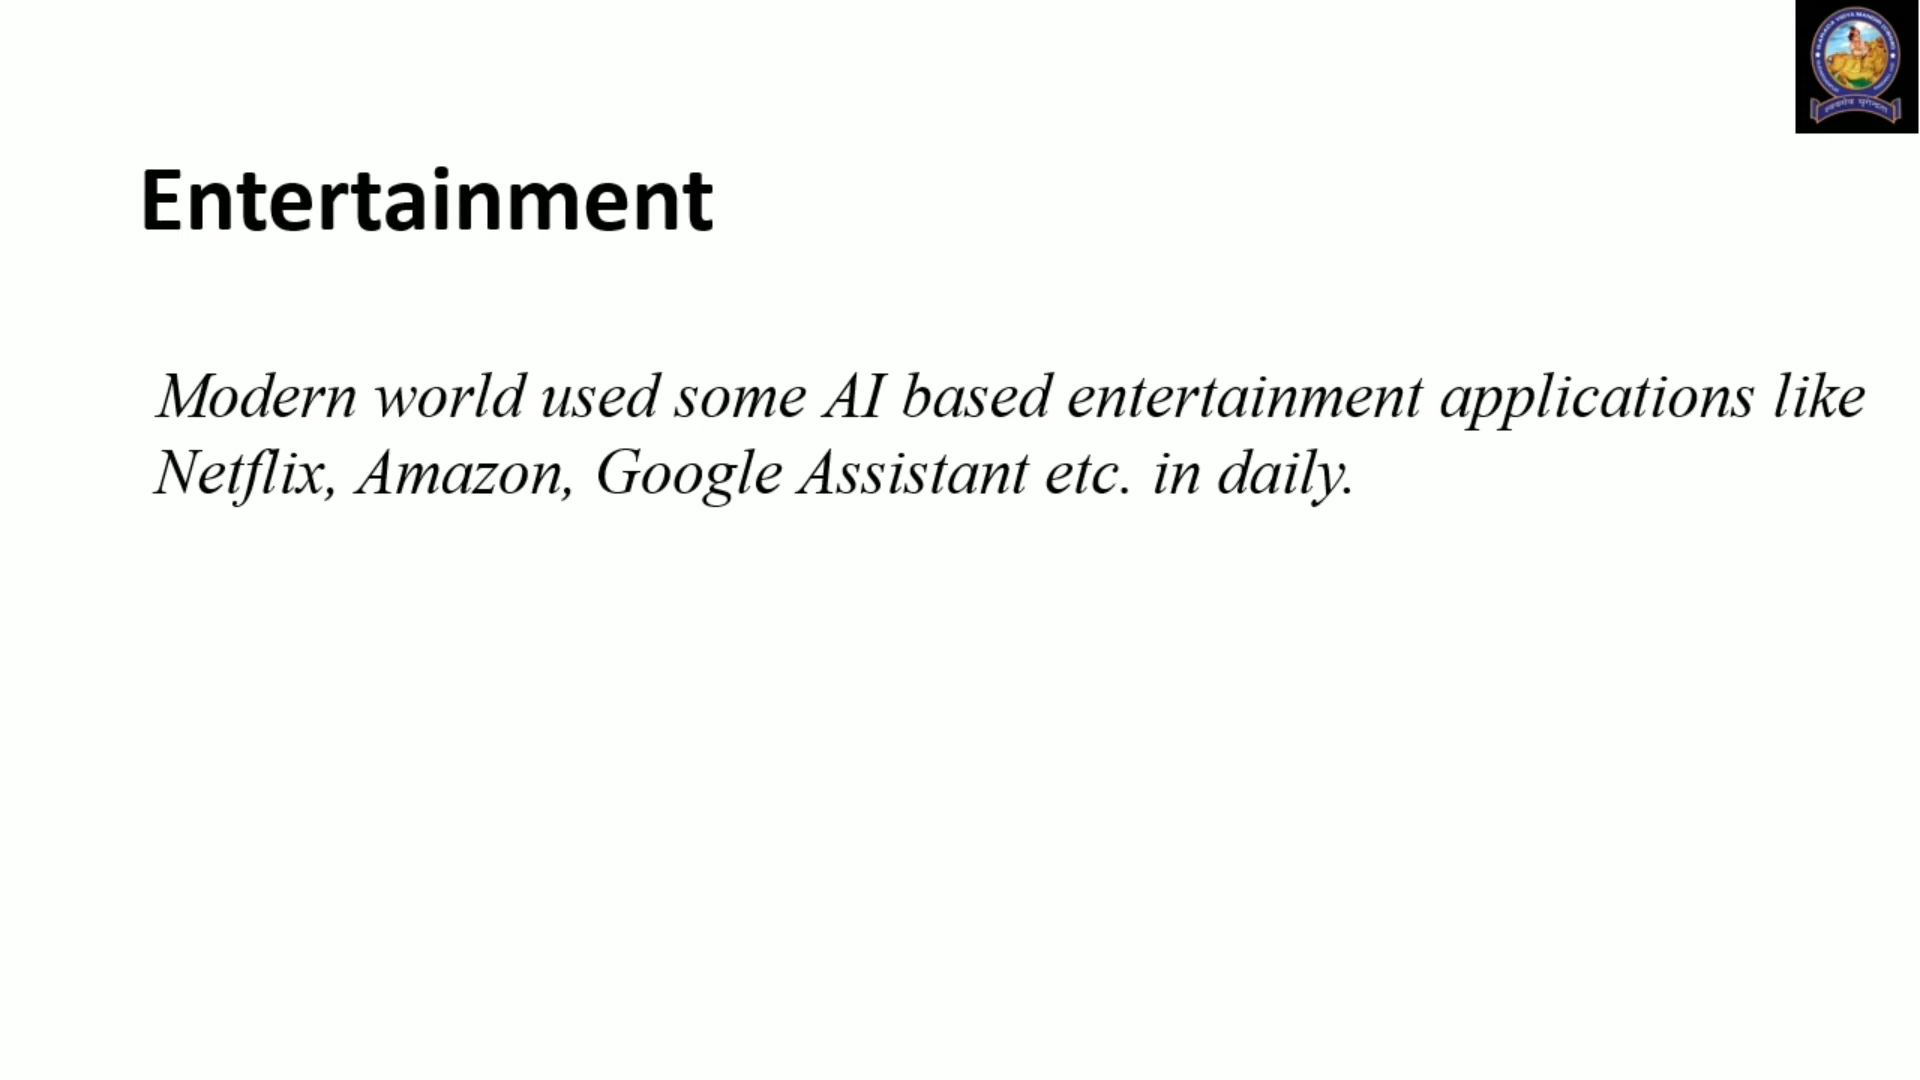 Entertainment
Modern world used some AI based entertainment applications like
Netflix, Amazon, Google Assistant etc. in daily.